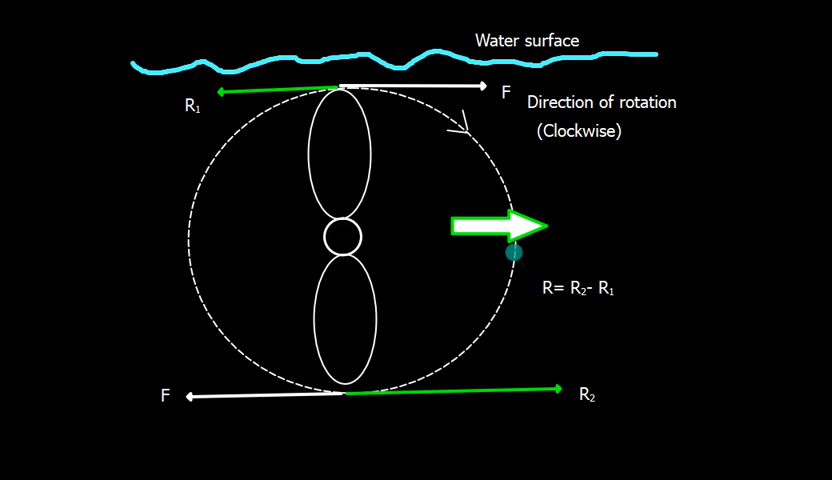 Water surface
R₁
F
Direction of rotation
(Clockwise)
R= R₂- R₁
F
R₂